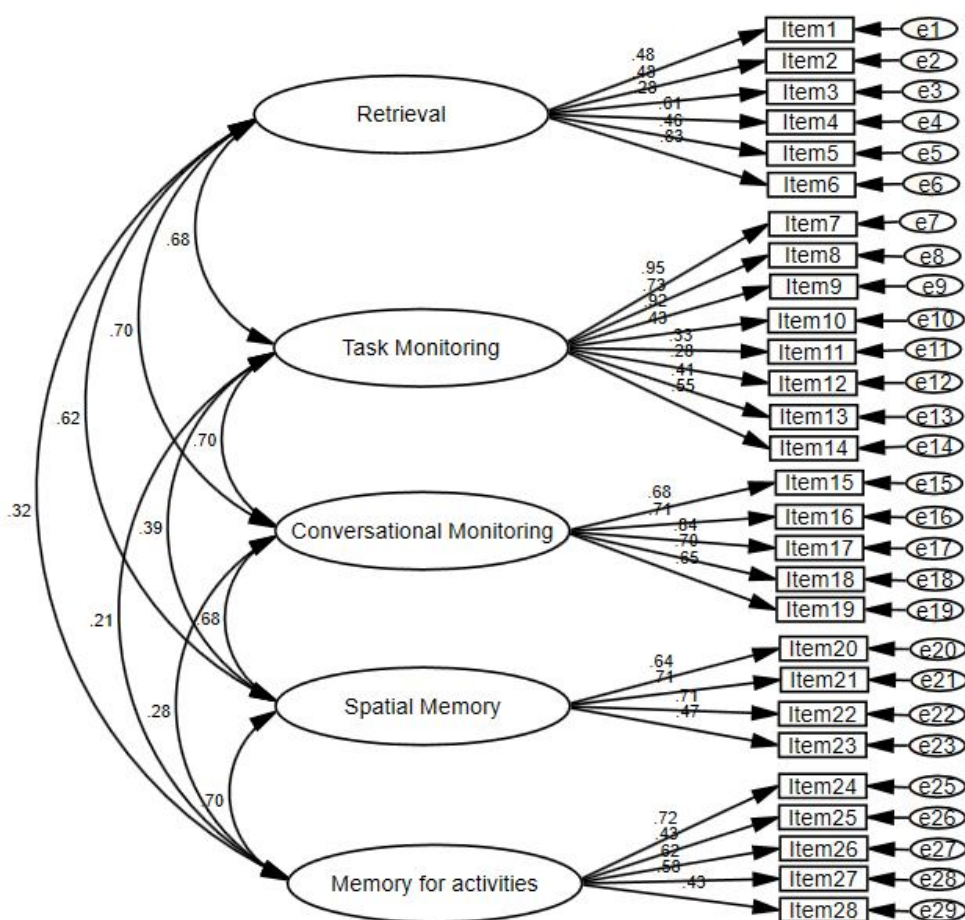 Item1 e1
.48
Item2 e2
.48
.28
Item3 e3
Retrieval
.61
Item4 e4
.46
.83
Item5 e5
Item6 e6
Item7 e7
.68
Item8 e8
.95
.73
Item9 e9
.92
.43
Item10 e10
.33
.70
Task Monitoring
.28
Item11 e11
.41
.55
Item12 e12
Item13 e13
.62
.70
Item14 e14
Item15 e15
.68
.71
Item16 e16
.32
.39
Conversational Monitoring
.84
.70
Item17 e17
.65
Item18 e18
Item19 e19
.21
.68
Item20 e20
.64
.71
Item21 e21
.28
Spatial Memory
.71
.47
Item22 e22
Item23 e23
Item24 e25
.70
.72
.43
Item25 e26
.62
.58
Item26 e27
Memory for activities
.43
Item27 e28
Item28 e29